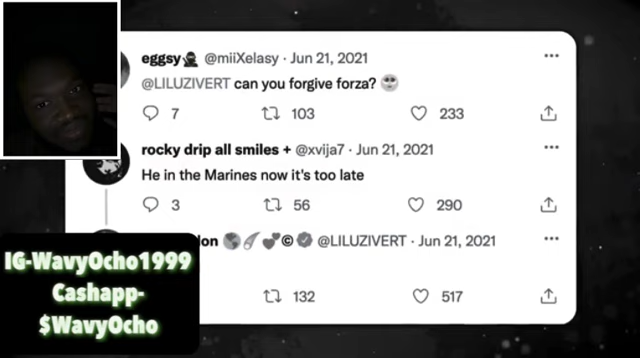 eggsy🥷 @miiXelasy · Jun 21, 2021
@LILUZIVERT can you forgive forza?
7 103 233
rocky drip all smiles + @xvija7 · Jun 21, 2021
He in the Marines now it's too late
3 56 290
lon 🌎☄️💕©️ @LILUZIVERT · Jun 21, 2021
132 517
IG-WavyOcho1999
Cashapp-
$WavyOcho